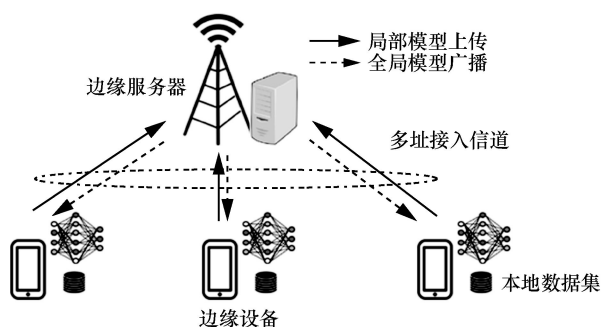 局部模型上传
全局模型广播
边缘服务器
多址接入信道
本地数据集
边缘设备